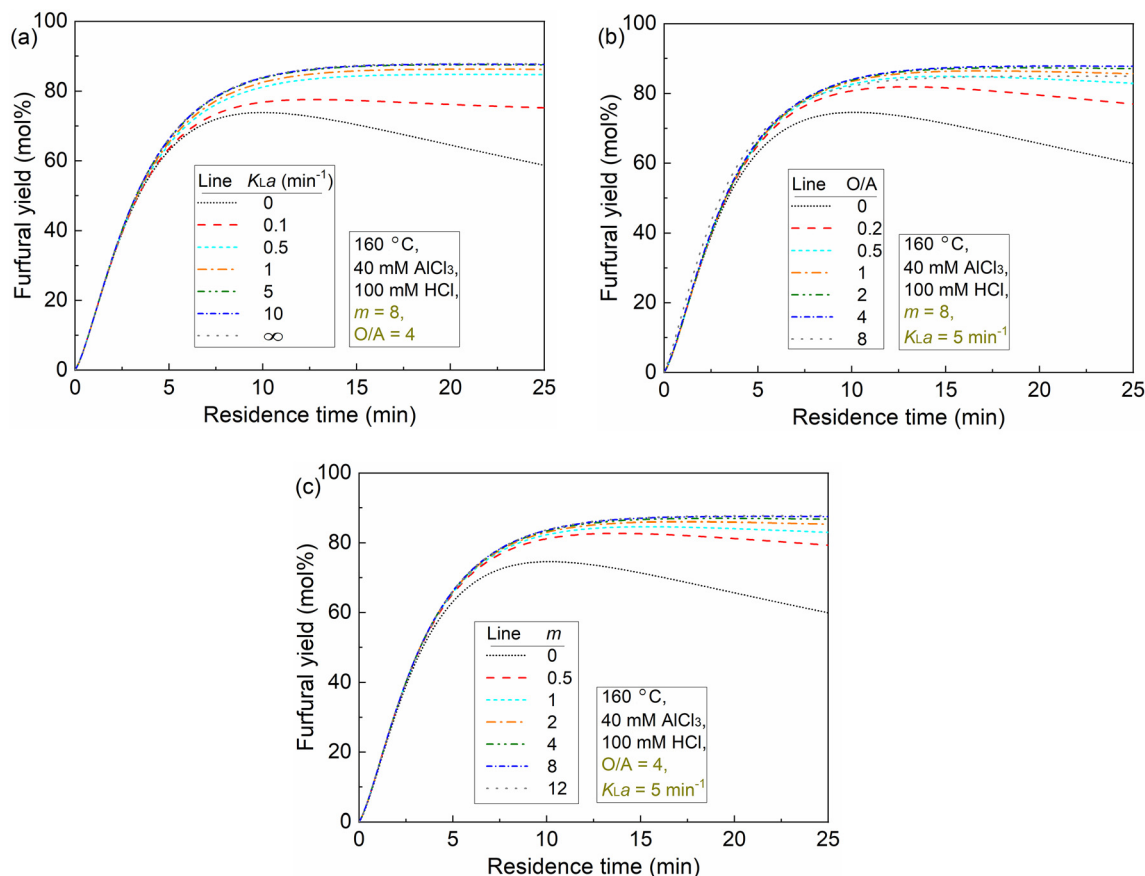 (a)
100
80
60
40
20
0
Furfural yield (mol%)
Line KLa (min-1)
0
0.1
0.5
1
5
10
∞
160 °C,
40 mM AlCl3,
100 mM HCl,
m = 8,
O/A = 4
0 5 10 15 20 25
Residence time (min)
(b)
100
80
60
40
20
0
Furfural yield (mol%)
Line O/A
0
0.2
0.5
1
2
4
8
160 °C,
40 mM AlCl3,
100 mM HCl,
m = 8,
KLa = 5 min-1
0 5 10 15 20 25
Residence time (min)
(c)
100
80
60
40
20
0
Furfural yield (mol%)
Line m
0
0.5
1
2
4
8
12
160 °C,
40 mM AlCl3,
100 mM HCl,
O/A = 4,
KLa = 5 min-1
0 5 10 15 20 25
Residence time (min)